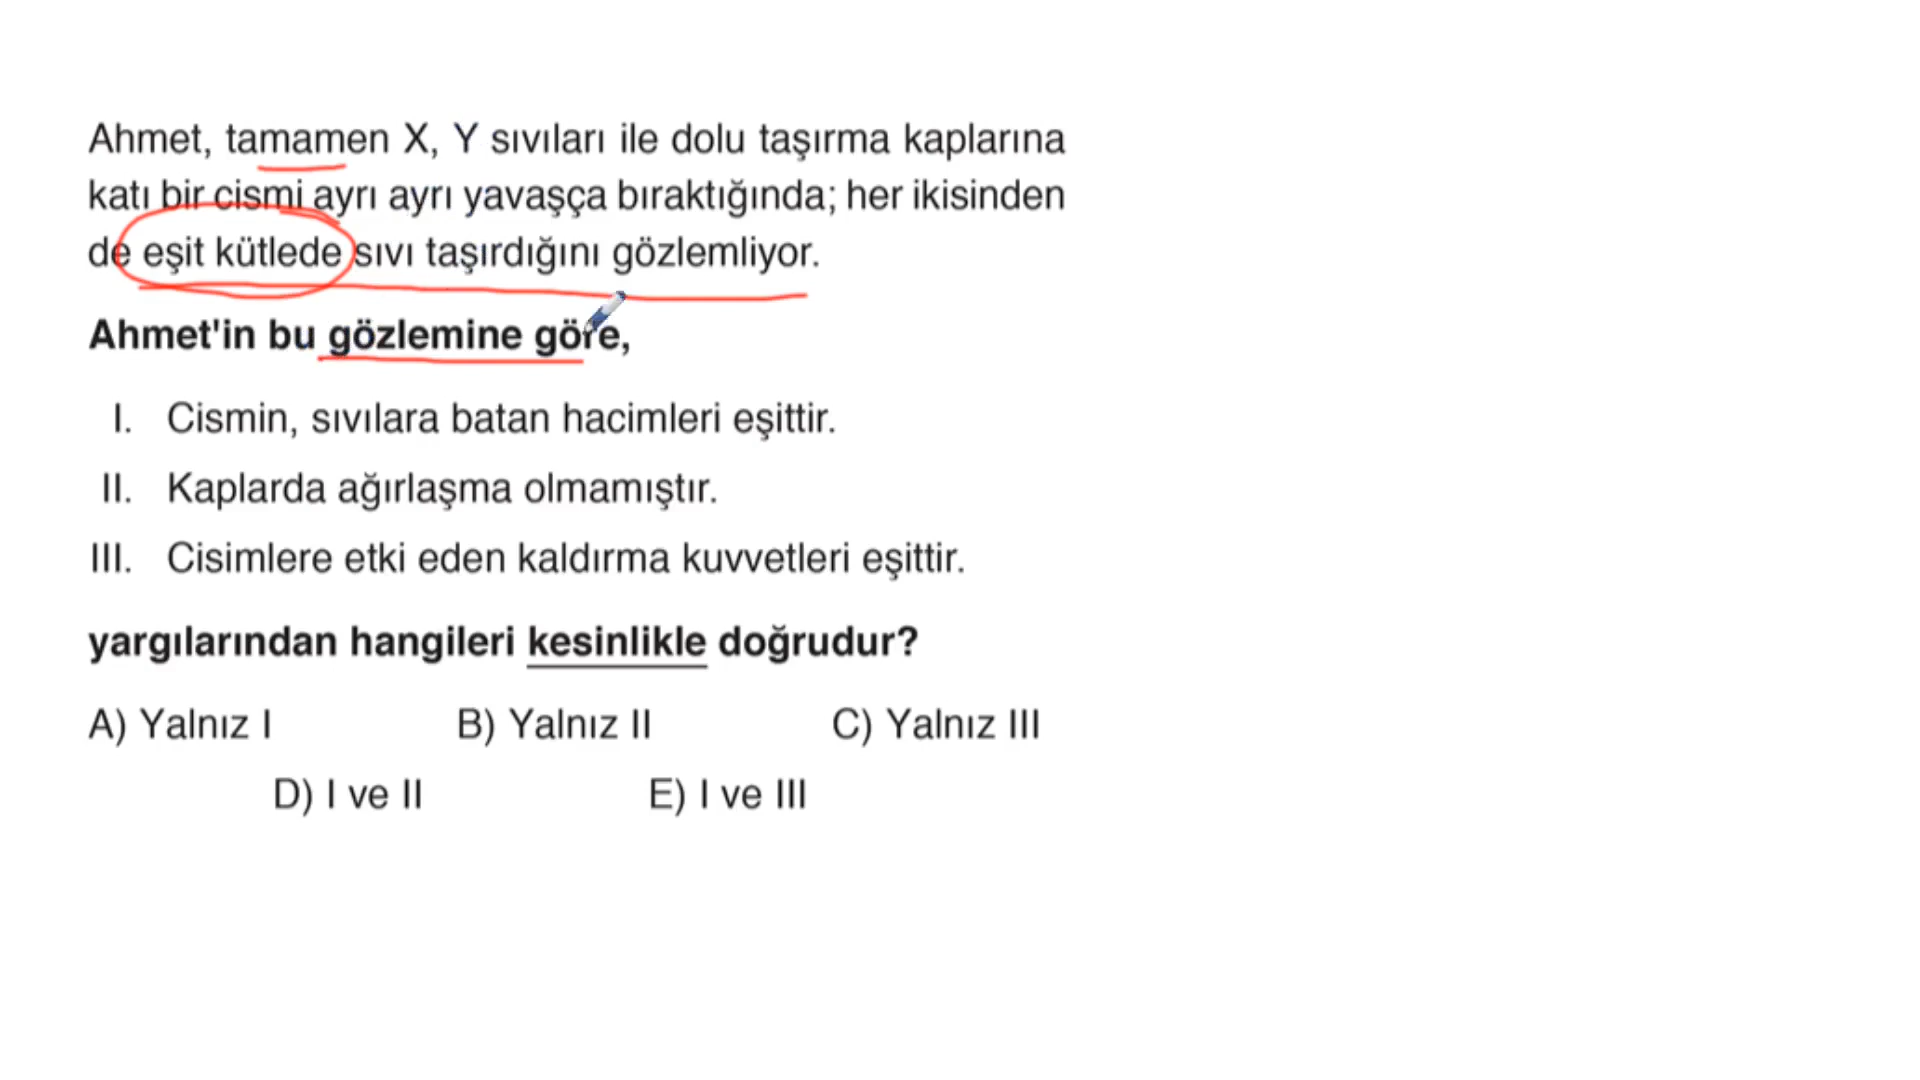 Ahmet, tamamen X, Y sıvıları ile dolu taşırma kaplarına
katı bir cismi ayrı ayrı yavaşça bıraktığında; her ikisinden
de eşit kütlede sıvı taşırdığını gözlemliyor.
Ahmet'in bu gözlemine göre,
I. Cismin, sıvılara batan hacimleri eşittir.
II. Kaplarda ağırlaşma olmamıştır.
III. Cisimlere etki eden kaldırma kuvvetleri eşittir.
yargılarından hangileri kesinlikle doğrudur?
A) Yalnız I B) Yalnız II C) Yalnız III
D) I ve II E) I ve III